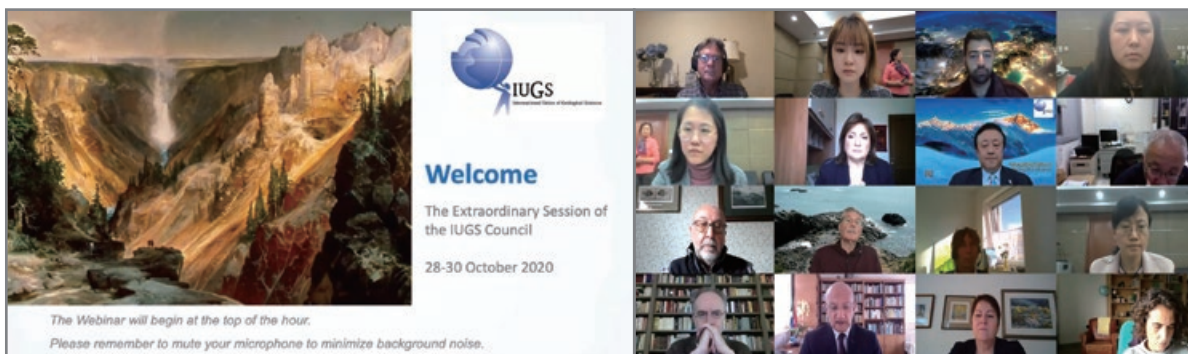 IUGS
International Union of Geological Sciences
Welcome
The Extraordinary Session of
the IUGS Council
28-30 October 2020
The Webinar will begin at the top of the hour.
Please remember to mute your microphone to minimize background noise.